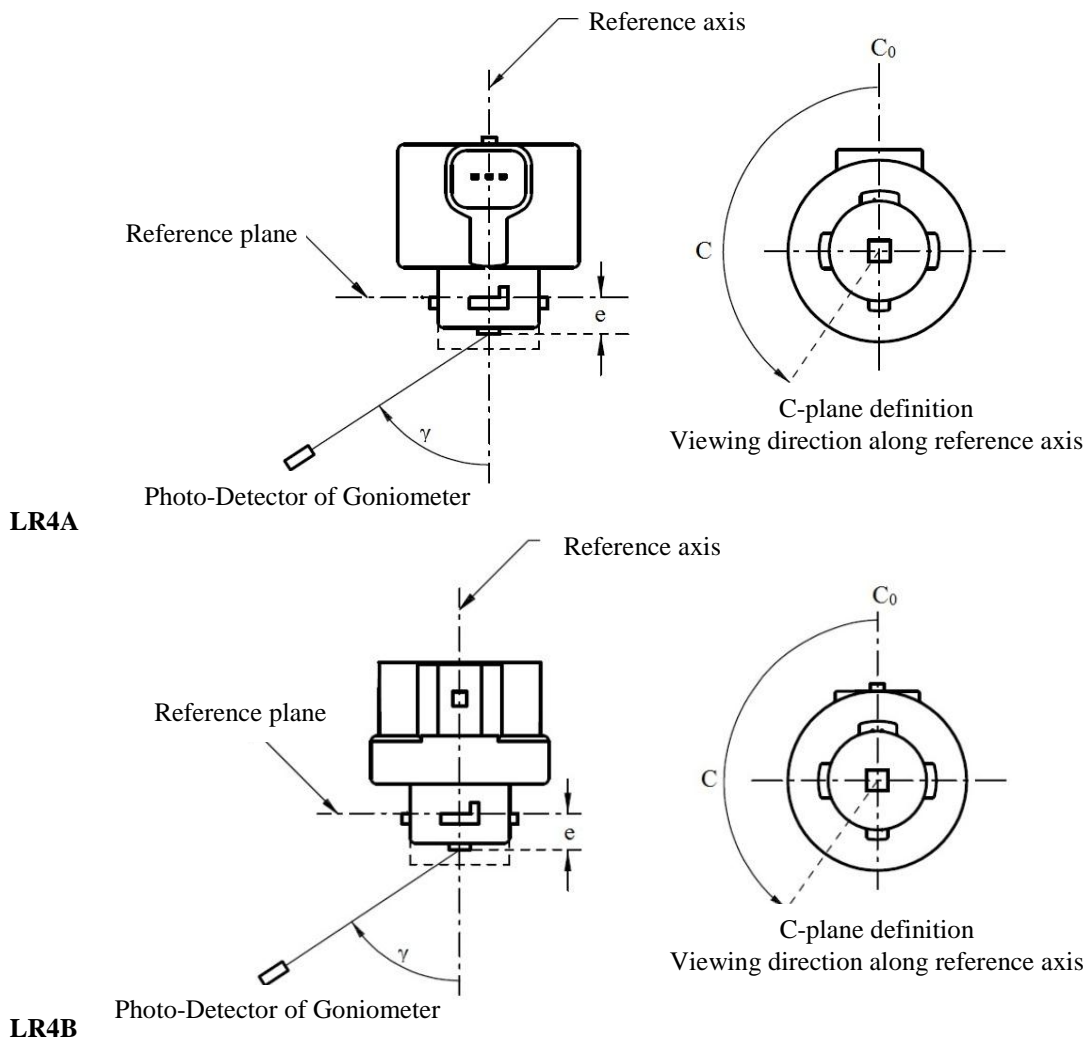 Reference axis
C₀
Reference plane
C
e
γ
C-plane definition
Viewing direction along reference axis
Photo-Detector of Goniometer
LR4A
Reference axis
C₀
Reference plane
C
e
γ
C-plane definition
Viewing direction along reference axis
Photo-Detector of Goniometer
LR4B